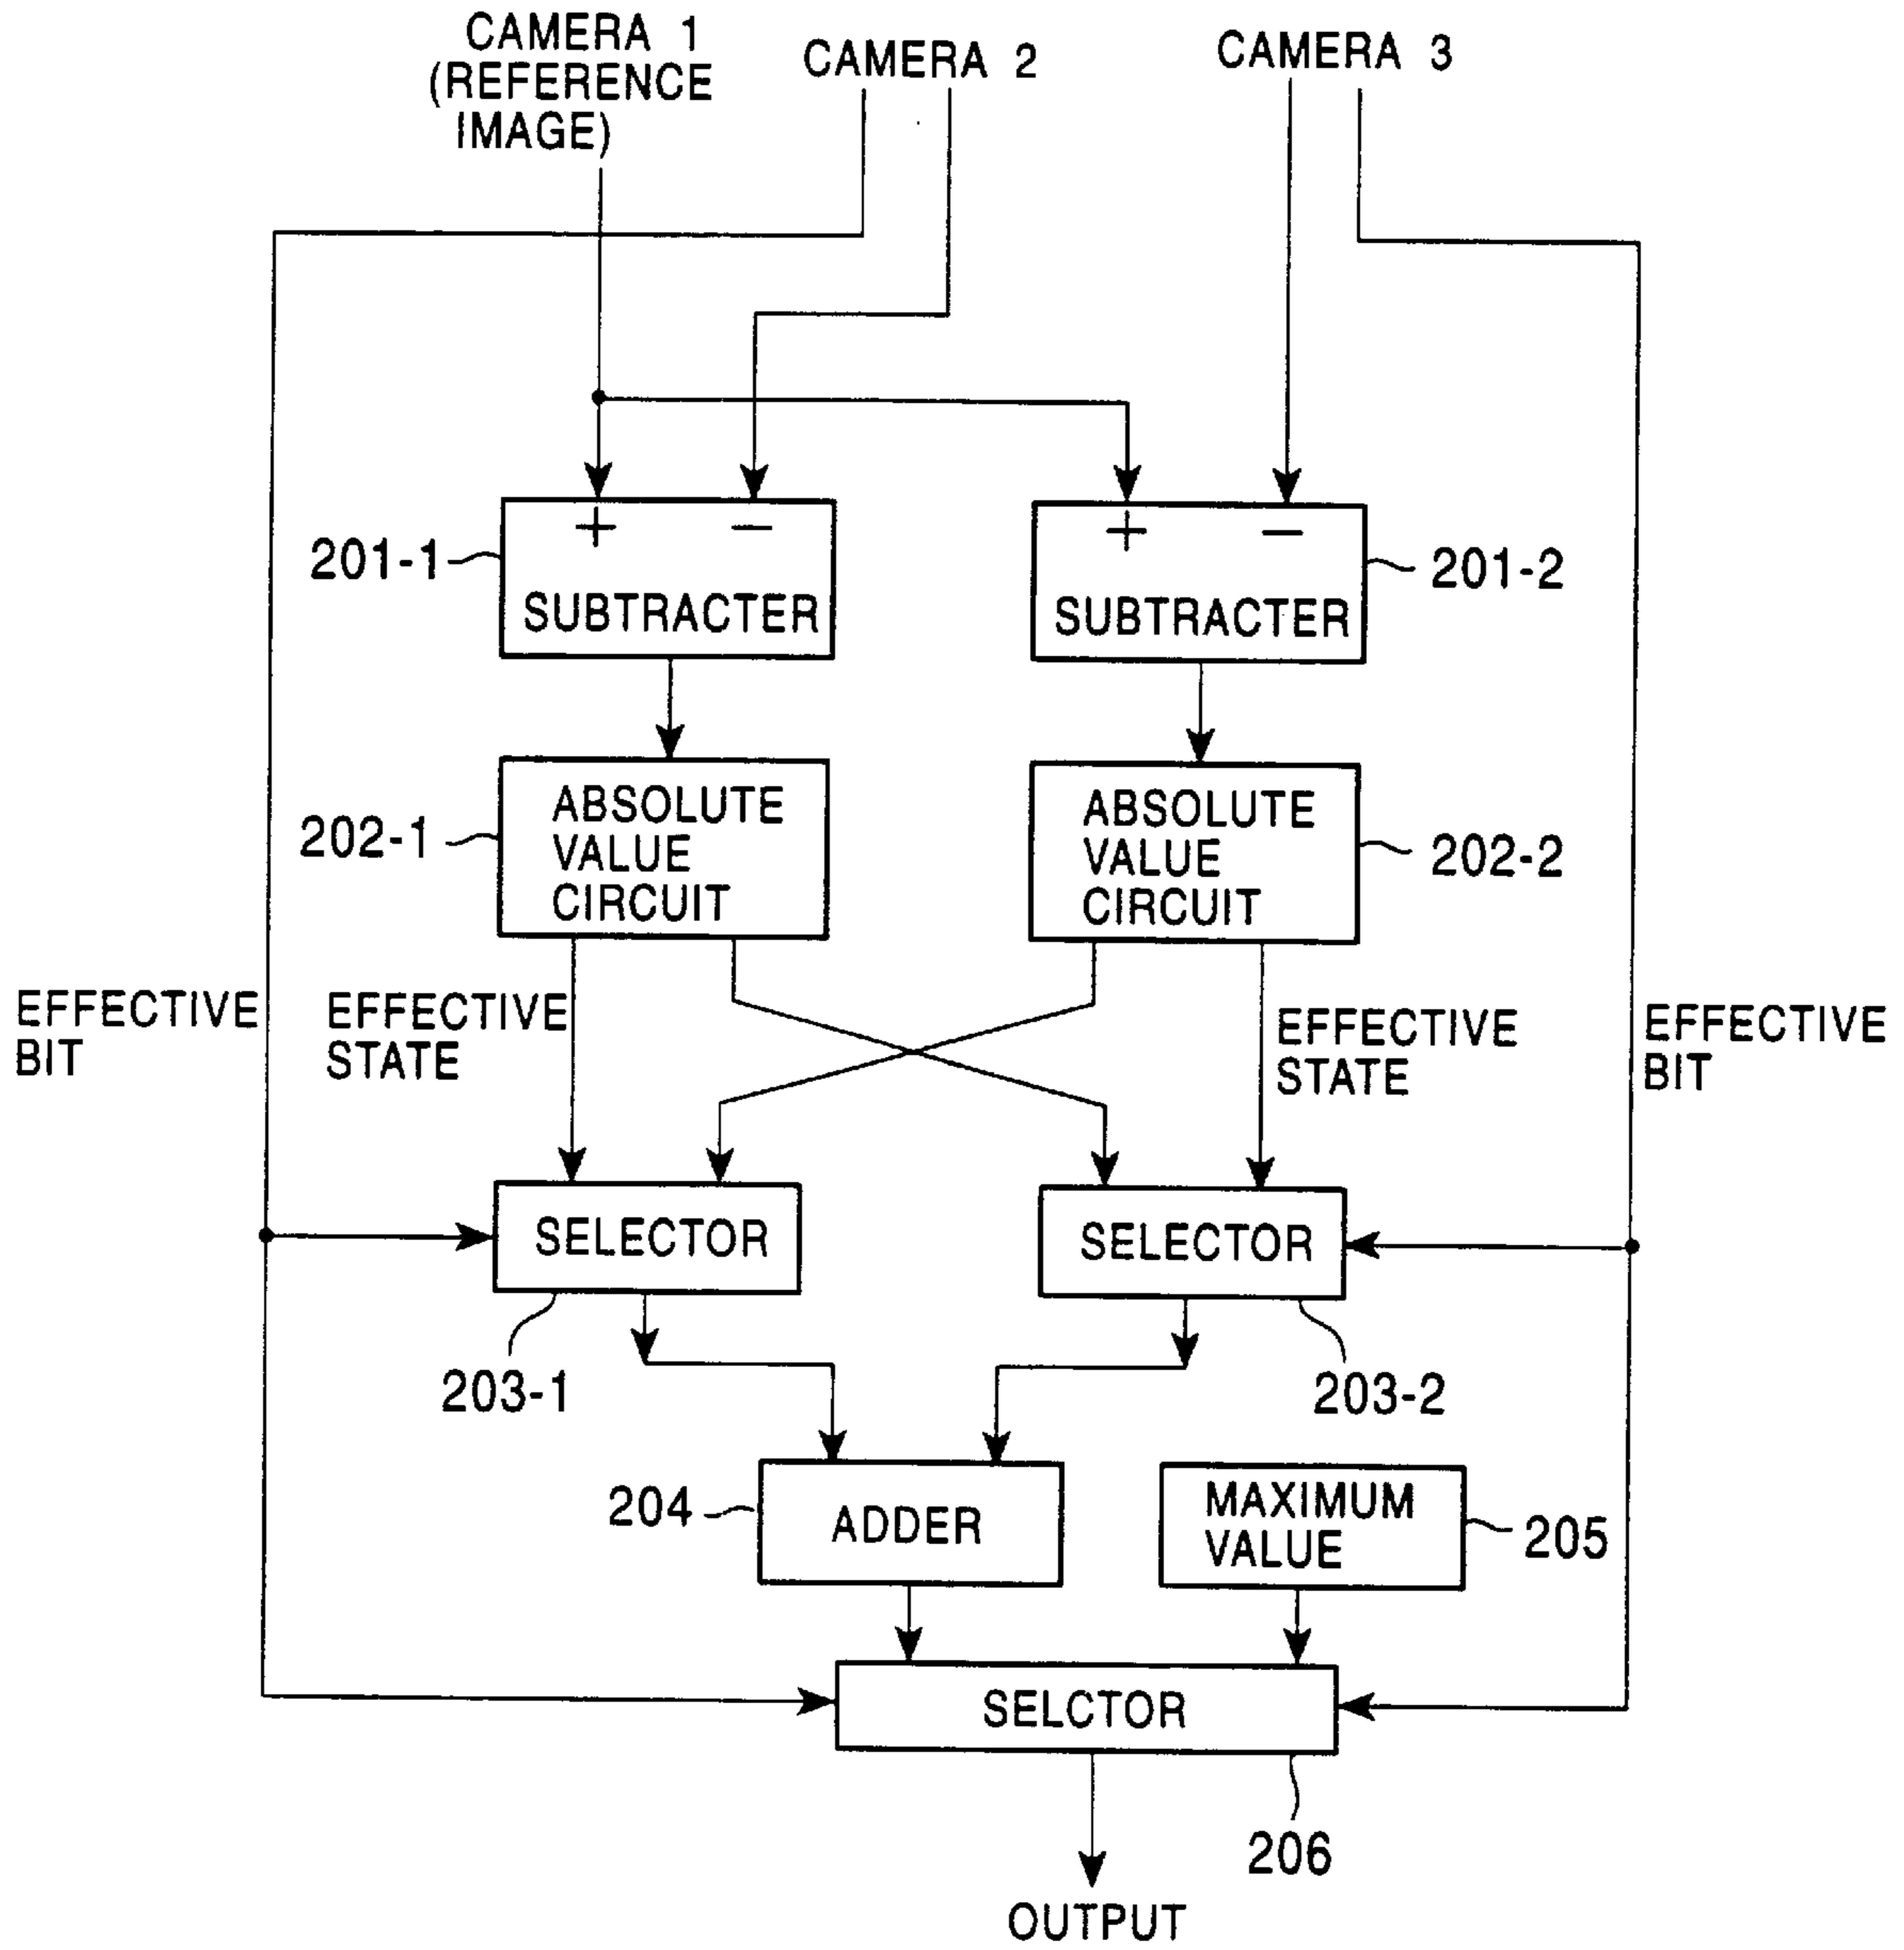 CAMERA 1
(REFERENCE
IMAGE)
CAMERA 2
CAMERA 3
+
—
201-1
SUBTRACTER
+
—
201-2
SUBTRACTER
202-1
ABSOLUTE
VALUE
CIRCUIT
ABSOLUTE
VALUE
CIRCUIT
202-2
EFFECTIVE
BIT
EFFECTIVE
STATE
EFFECTIVE
STATE
EFFECTIVE
BIT
SELECTOR
SELECTOR
203-1
203-2
204
ADDER
MAXIMUM
VALUE
205
SELCTOR
206
OUTPUT